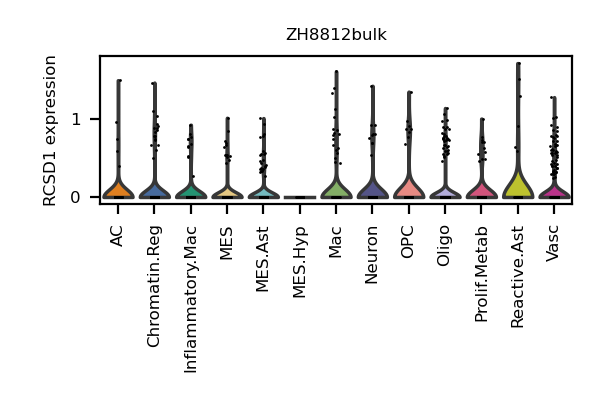 ZH8812bulk
RCSD1 expression
1
0
AC
Chromatin.Reg
Inflammatory.Mac
MES
MES.Ast
MES.Hyp
Mac
Neuron
OPC
Oligo
Prolif.Metab
Reactive.Ast
Vasc